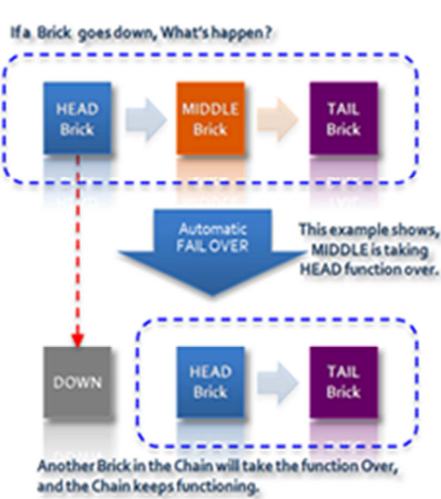 If a Brick goes down, What's happen?
HEAD
Brick
MIDDLE
Brick
TAIL
Brick
Automatic
FAIL OVER
This example shows,
MIDDLE is taking
HEAD function over.
DOWN
HEAD
Brick
TAIL
Brick
Another Brick in the Chain will take the function Over,
and the Chain keeps functioning.